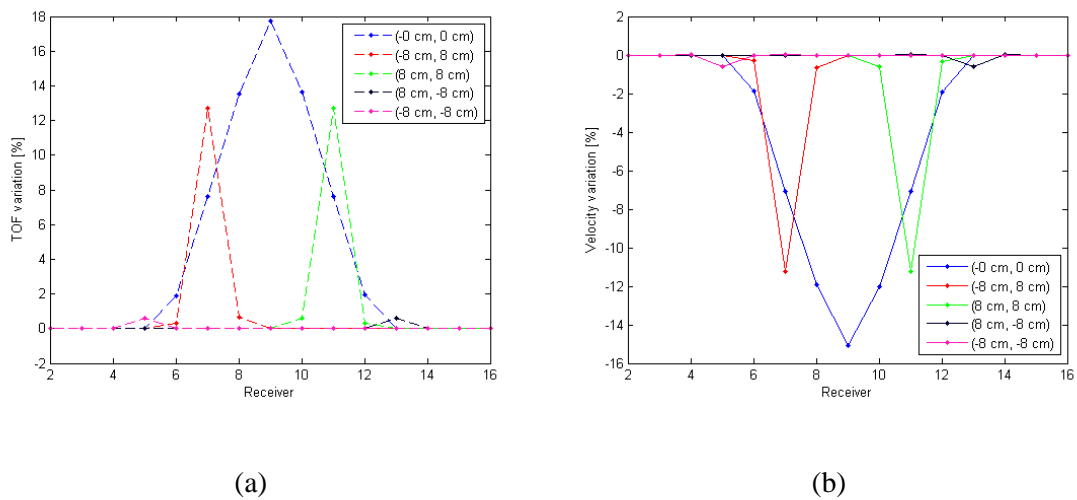 18
16
14
12
10
8
6
4
2
0
-2
TOF variation [%]
2 4 6 8 10 12 14 16
Receiver
(-0 cm, 0 cm)
(-8 cm, 8 cm)
(8 cm, 8 cm)
(8 cm, -8 cm)
(-8 cm, -8 cm)
(a)
2
0
-2
-4
-6
-8
-10
-12
-14
-16
Velocity variation [%]
2 4 6 8 10 12 14 16
Receiver
(-0 cm, 0 cm)
(-8 cm, 8 cm)
(8 cm, 8 cm)
(8 cm, -8 cm)
(-8 cm, -8 cm)
(b)